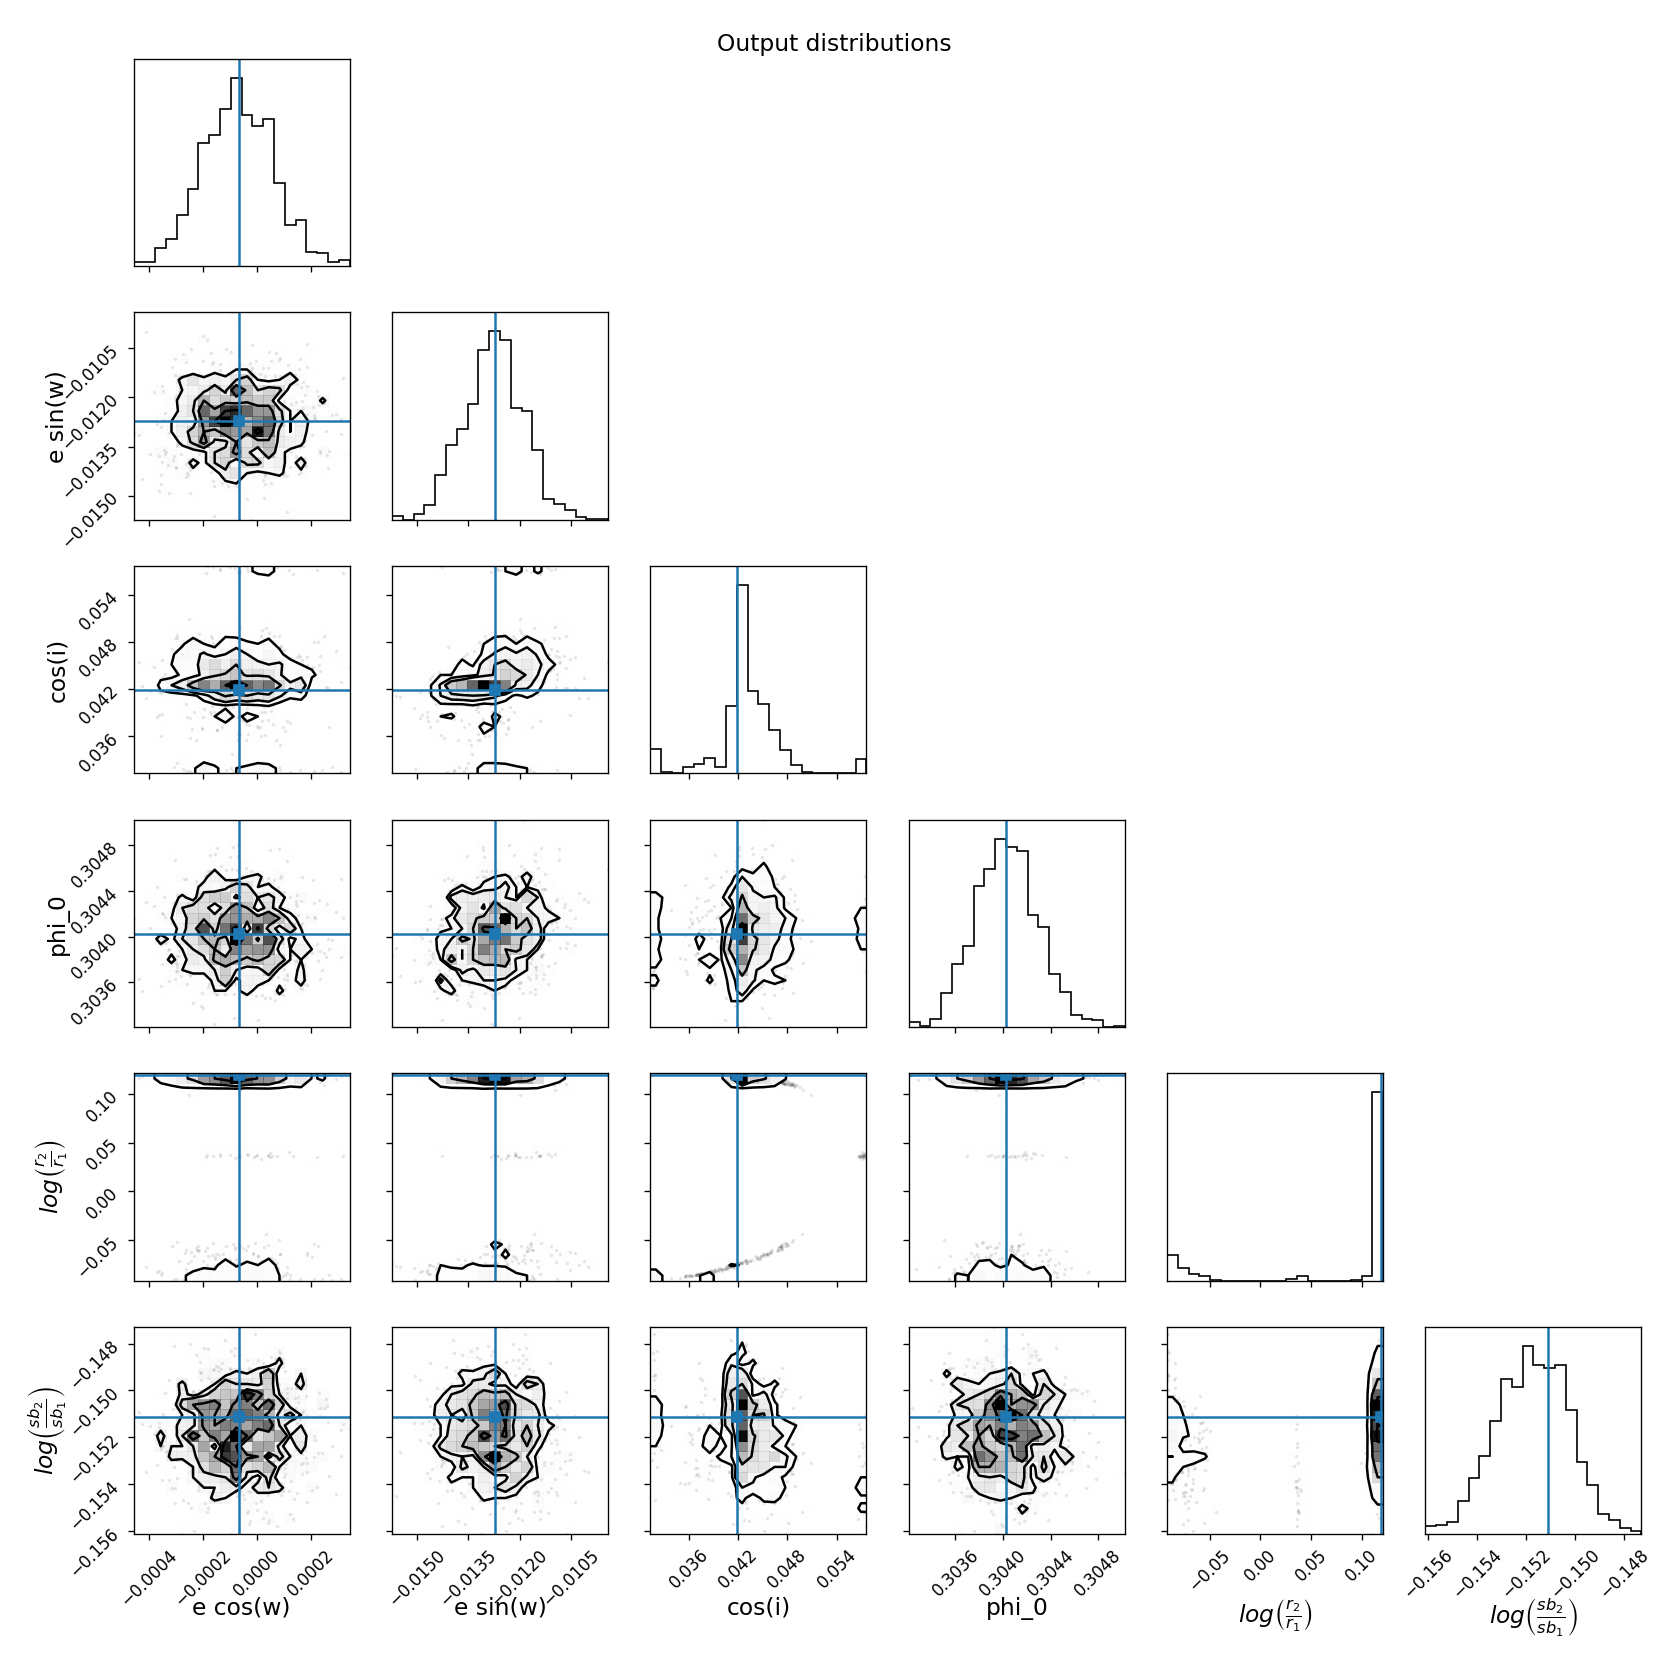 Output distributions
e sin(w)
−0.0105
−0.0120
−0.0135
−0.0150
cos(i)
0.054
0.048
0.042
0.036
phi_0
0.3048
0.3044
0.3040
0.3036
log(r₂/r₁)
0.10
0.05
0.00
−0.05
log(sb₂/sb₁)
−0.148
−0.150
−0.152
−0.154
−0.156
−0.0004 −0.0002 0.0000 0.0002 −0.0150 −0.0135 −0.0120 −0.0105 0.036 0.042 0.048 0.054 0.3036 0.3040 0.3044 0.3048 −0.05 0.00 0.05 0.10 −0.156 −0.154 −0.152 −0.150 −0.148
e cos(w) e sin(w) cos(i) phi_0 log(r₂/r₁) log(sb₂/sb₁)